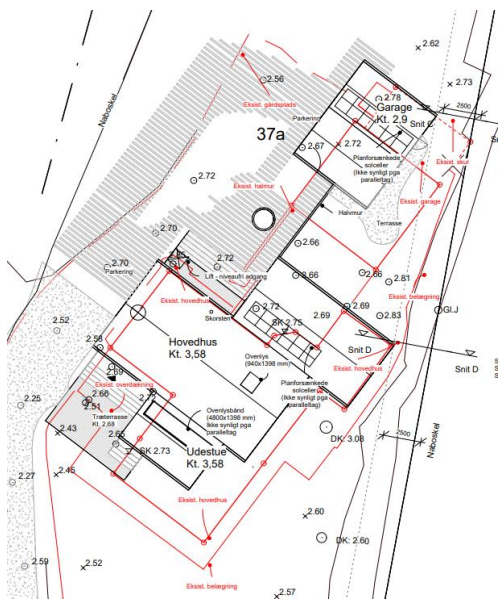 2.62
Naboskel
2.56
2.73
Eksist. gårdsplads
2.78
Garage
Kt. 2,9
2500
Parkering
Snit C
37a
2.72
Eksist. skur
2.67
Planforsænkede
solceller
(Ikke synligt pga
paralleltag)
2.72
Eksist. halmur
Eksist. garage
Halvmur
Terrasse
2.70
2.66
2.70
Parkering
2.72
Lift - niveaufri adgang
2.66
2.66
2.81
Eksist. hovedhus
Eksist. belægning
2.72
2.69
Skorsten
SK 2.75
2.69
2.83
Gl.J
2.52
2.58
Hovedhus
Kt. 3,58
Ovenlys
(940x1398 mm)
Snit D
Eksist. hovedhus
Snit D
2.69
Eksist. overdækning
Planforsænkede
solceller
(Ikke synligt pga
paralleltag)
2.25
2.66
2.51
Træterrasse
Kt. 2,68
Ovenlysbånd
(4800x1398 mm)
Ikke synligt pga
paralleltag
2.43
2.65
DK: 3.08
2500
Naboskel
SK 2.73
Udestue
Kt. 3,58
2.45
2.27
Eksist. hovedhus
2.60
DK: 2.60
2.59
2.52
Eksist. belægning
2.57